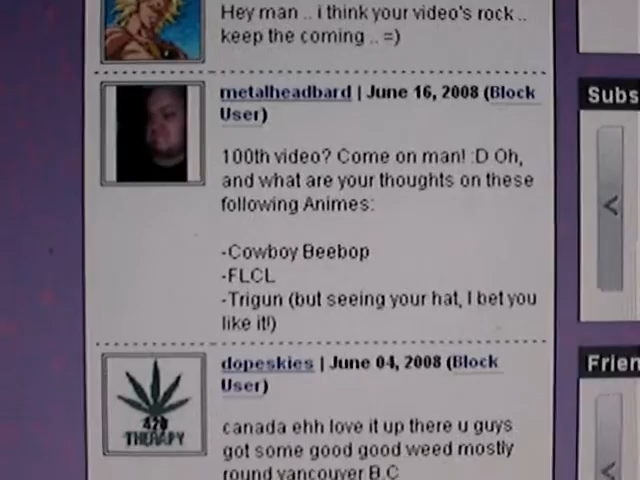 Hey man .. i think your video's rock ..
keep the coming .. =)
metalheadbard | June 16, 2008 (Block
User)
100th video? Come on man! :D Oh,
and what are your thoughts on these
following Animes:
-Cowboy Beebop
-FLCL
-Trigun (but seeing your hat, I bet you
like it!)
dopeskies | June 04, 2008 (Block
User)
420
THERAPY
canada ehh love it up there u guys
got some good good weed mostly
round vancouver B.C
Subs
<
Frien
<